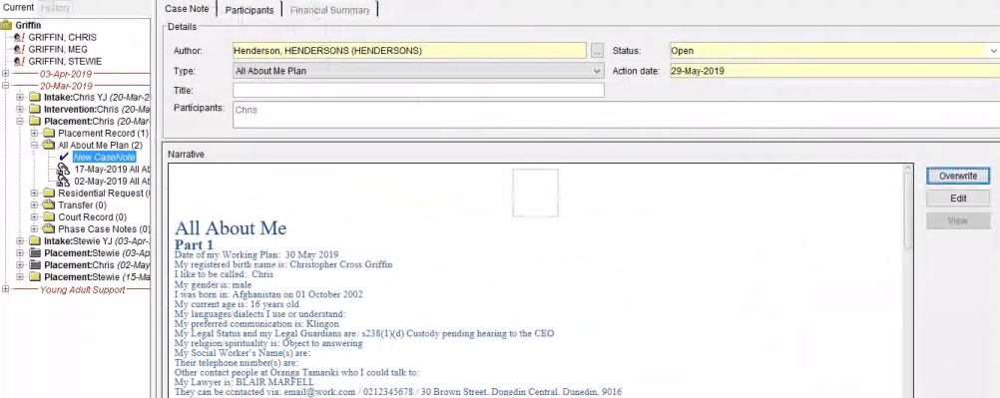 Current History
Griffin
GRIFFIN, CHRIS
GRIFFIN, MEG
GRIFFIN, STEWIE
03-Apr-2019
20-Mar-2019
Intake:Chris YJ (20-Mar-2
Intervention:Chris (20-Ma
Placement:Chris (20-Mar-
Placement Record (1)
All About Me Plan (2)
New CaseNote
17-May-2019 All Ab
02-May-2019 All Ab
Residential Request (
Transfer (0)
Court Record (0)
Phase Case Notes (0)
Intake:Stewie YJ (03-Apr-
Placement:Stewie (03-Ap
Placement:Chris (02-May
Placement:Stewie (15-Ma
Young Adult Support
Case Note Participants Financial Summary
Details
Author: Henderson, HENDERSONS (HENDERSONS) ... Status: Open
Type: All About Me Plan Action date: 29-May-2019
Title:
Participants: Chris
Narrative
Overwrite
Edit
View
All About Me
Part 1
Date of my Working Plan: 30 May 2019
My registered birth name is: Christopher Cross Griffin
I like to be called: Chris
My gender is: male
I was born in: Afghanistan on 01 October 2002
My current age is: 16 years old
My languages/dialects I use or understand:
My preferred communication is: Klingon
My Legal Status and my Legal Guardians are: s238(1)(d) Custody pending hearing to the CEO
My religion/spirituality is: Object to answering
My Social Worker's Name(s) are:
Their telephone number(s) are:
Other contact people at Oranga Tamariki who I could talk to:
My Lawyer is: BLAIR MARFELL
They can be contacted via: email@work.com / 0212345678 / 30 Brown Street, Dunedin Central, Dunedin, 9016